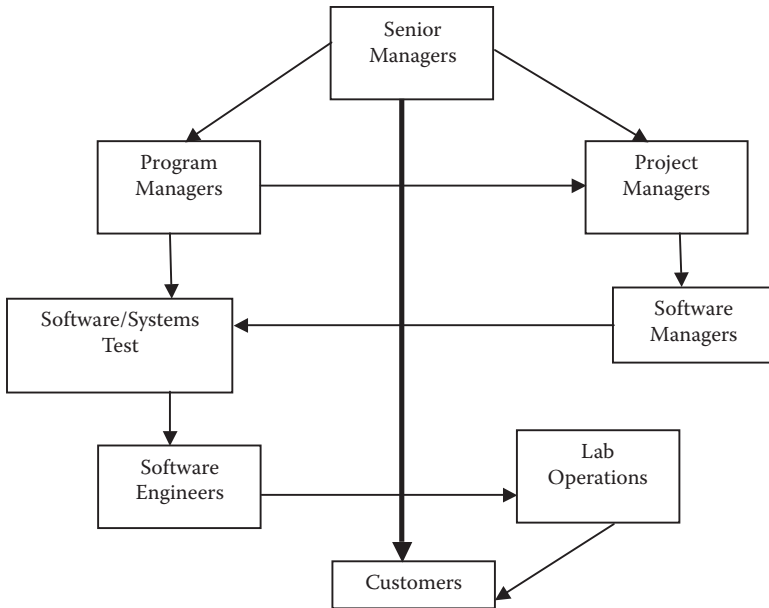 Senior
Managers
Program
Managers
Project
Managers
Software/Systems
Test
Software
Managers
Software
Engineers
Lab
Operations
Customers